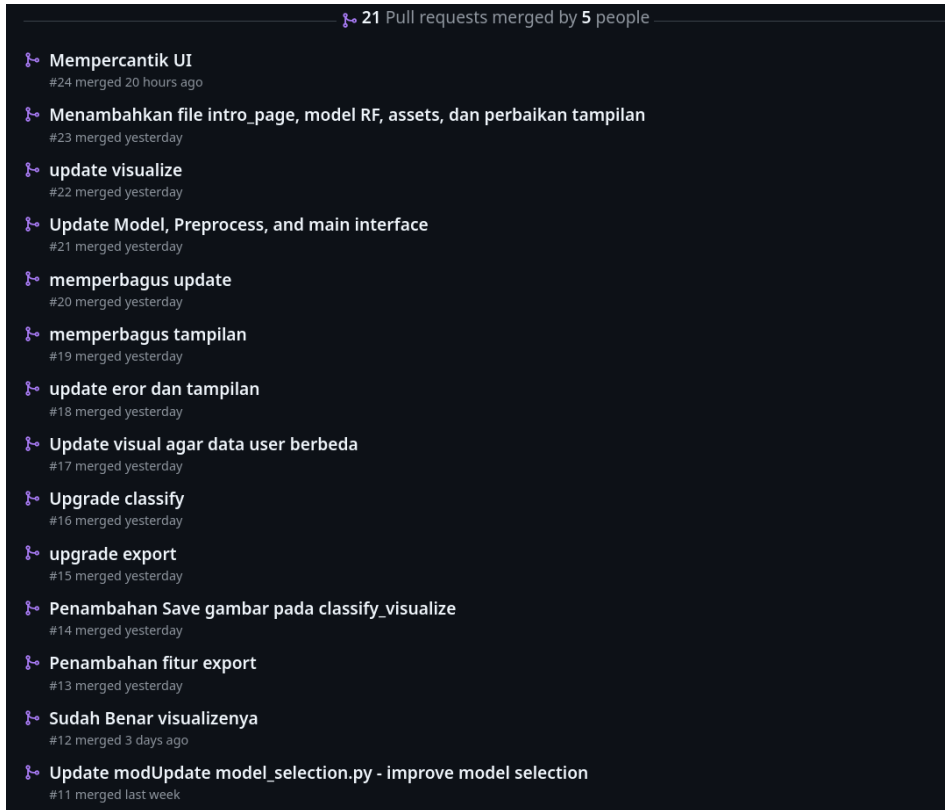 21 Pull requests merged by 5 people
Mempercantik UI
#24 merged 20 hours ago
Menambahkan file intro_page, model RF, assets, dan perbaikan tampilan
#23 merged yesterday
update visualize
#22 merged yesterday
Update Model, Preprocess, and main interface
#21 merged yesterday
memperbagus update
#20 merged yesterday
memperbagus tampilan
#19 merged yesterday
update eror dan tampilan
#18 merged yesterday
Update visual agar data user berbeda
#17 merged yesterday
Upgrade classify
#16 merged yesterday
upgrade export
#15 merged yesterday
Penambahan Save gambar pada classify_visualize
#14 merged yesterday
Penambahan fitur export
#13 merged yesterday
Sudah Benar visualizenya
#12 merged 3 days ago
Update modUpdate model_selection.py - improve model selection
#11 merged last week